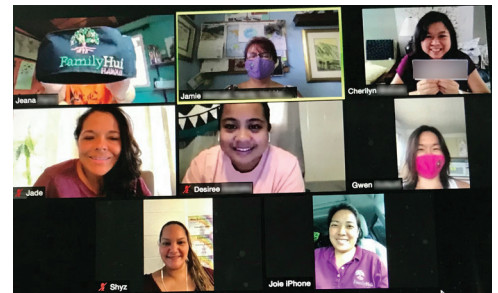 FamilyHui
HAWAII
Jeana
Jamie
Cherilyn
Jade
Desiree
Gwen
Shyz
Joie iPhone